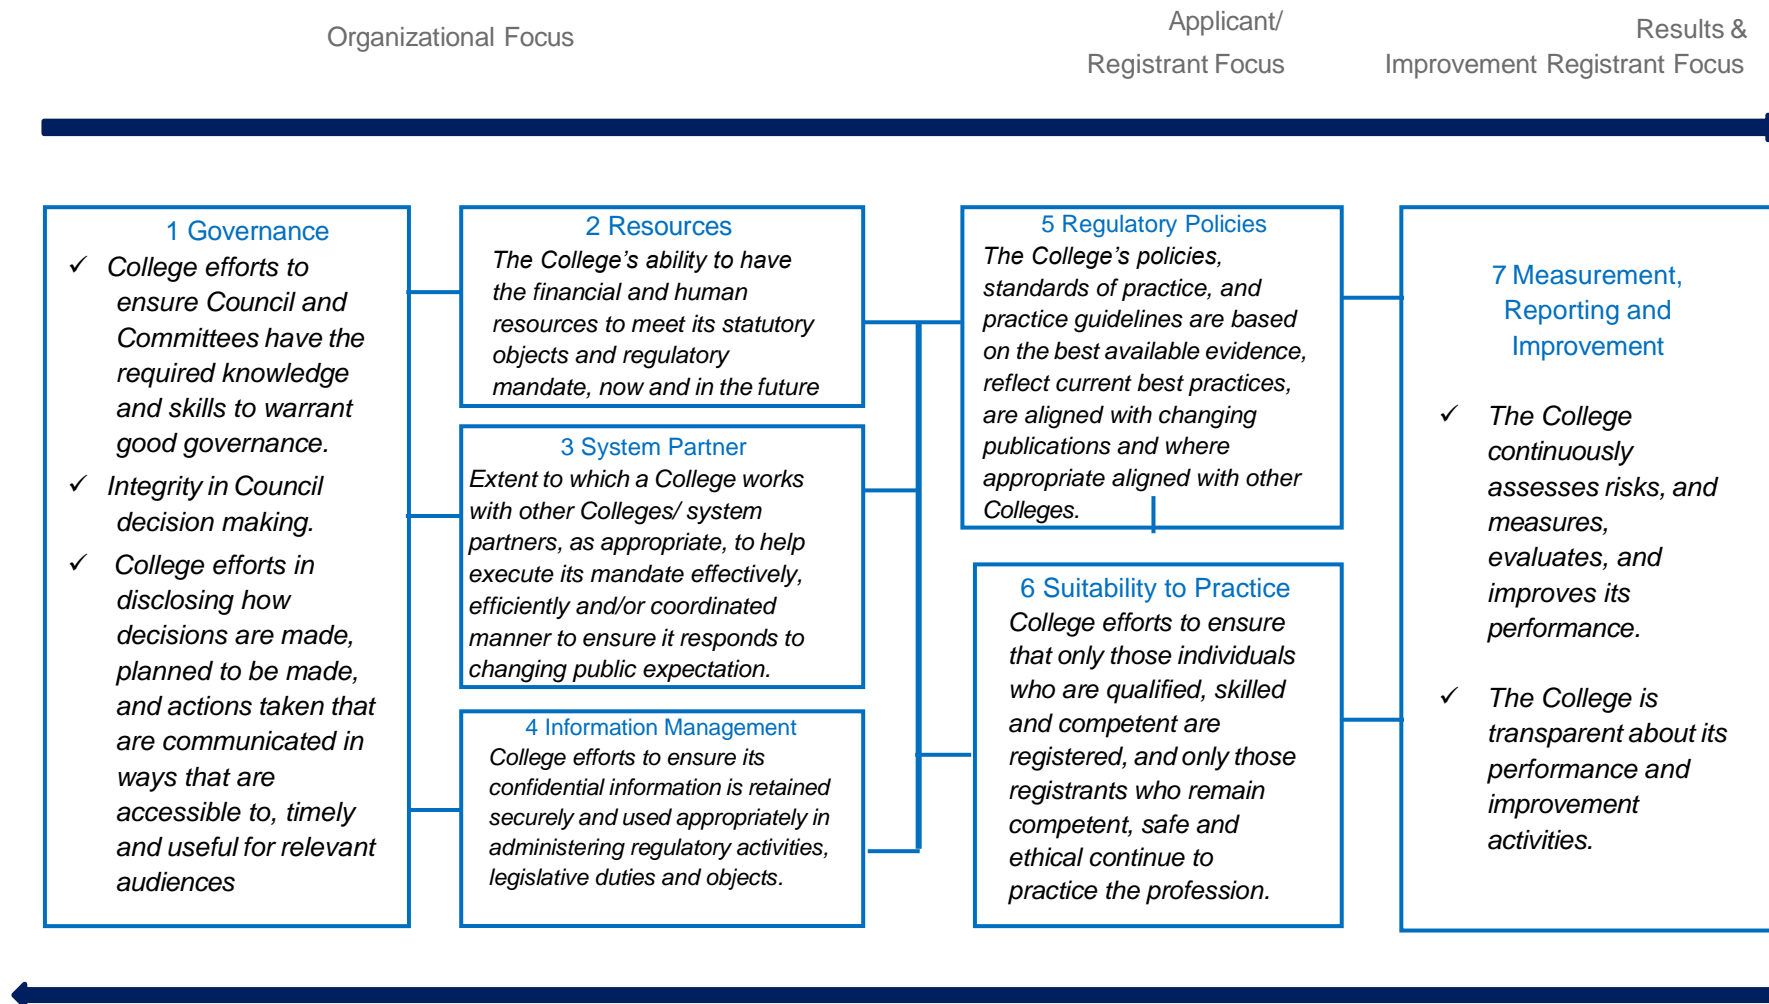 Organizational Focus
Applicant/
Registrant Focus
Results &
Improvement Registrant Focus
1 Governance
✓ College efforts to
ensure Council and
Committees have the
required knowledge
and skills to warrant
good governance.
✓ Integrity in Council
decision making.
✓ College efforts in
disclosing how
decisions are made,
planned to be made,
and actions taken that
are communicated in
ways that are
accessible to, timely
and useful for relevant
audiences
2 Resources
The College’s ability to have
the financial and human
resources to meet its statutory
objects and regulatory
mandate, now and in the future
3 System Partner
Extent to which a College works
with other Colleges/ system
partners, as appropriate, to help
execute its mandate effectively,
efficiently and/or coordinated
manner to ensure it responds to
changing public expectation.
4 Information Management
College efforts to ensure its
confidential information is retained
securely and used appropriately in
administering regulatory activities,
legislative duties and objects.
5 Regulatory Policies
The College’s policies,
standards of practice, and
practice guidelines are based
on the best available evidence,
reflect current best practices,
are aligned with changing
publications and where
appropriate aligned with other
Colleges.
6 Suitability to Practice
College efforts to ensure
that only those individuals
who are qualified, skilled
and competent are
registered, and only those
registrants who remain
competent, safe and
ethical continue to
practice the profession.
7 Measurement,
Reporting and
Improvement
✓ The College
continuously
assesses risks, and
measures,
evaluates, and
improves its
performance.
✓ The College is
transparent about its
performance and
improvement
activities.